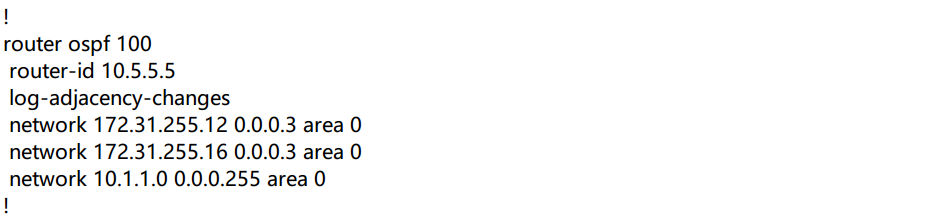 !
router ospf 100
router-id 10.5.5.5
log-adjacency-changes
network 172.31.255.12 0.0.0.3 area 0
network 172.31.255.16 0.0.0.3 area 0
network 10.1.1.0 0.0.0.255 area 0
!